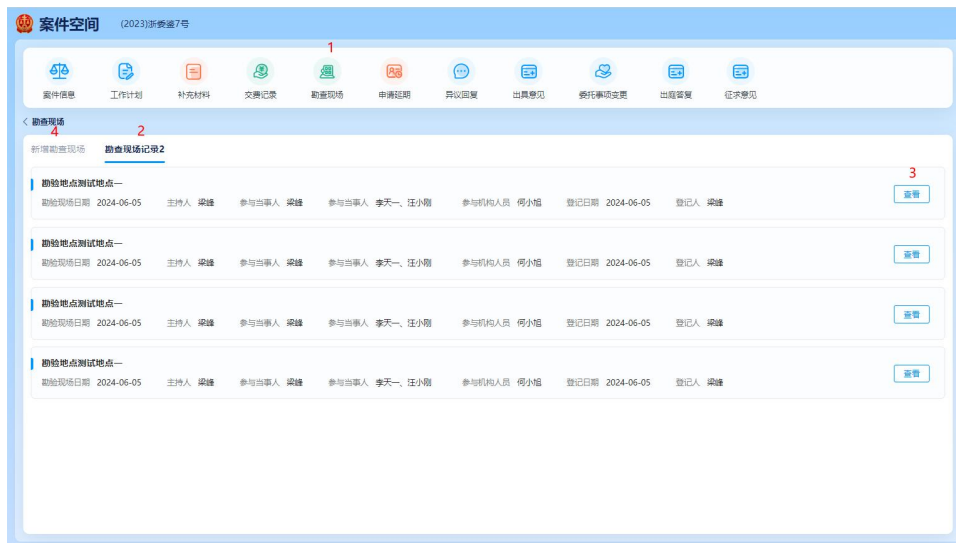 案件空间 (2023)浙委鉴7号
1
案件信息 工作计划 补充材料 交费记录 勘查现场 申请延期 异议回复 出具意见 委托事项变更 出庭答复 征求意见
< 勘查现场
4 2
新增勘查现场 勘查现场记录2
3
勘验地点测试地点一
勘验现场日期 2024-06-05 主持人 梁峰 参与当事人 梁峰 参与当事人 李天一、汪小刚 参与机构人员 何小旭 登记日期 2024-06-05 登记人 梁峰 查看
勘验地点测试地点一
勘验现场日期 2024-06-05 主持人 梁峰 参与当事人 梁峰 参与当事人 李天一、汪小刚 参与机构人员 何小旭 登记日期 2024-06-05 登记人 梁峰 查看
勘验地点测试地点一
勘验现场日期 2024-06-05 主持人 梁峰 参与当事人 梁峰 参与当事人 李天一、汪小刚 参与机构人员 何小旭 登记日期 2024-06-05 登记人 梁峰 查看
勘验地点测试地点一
勘验现场日期 2024-06-05 主持人 梁峰 参与当事人 梁峰 参与当事人 李天一、汪小刚 参与机构人员 何小旭 登记日期 2024-06-05 登记人 梁峰 查看